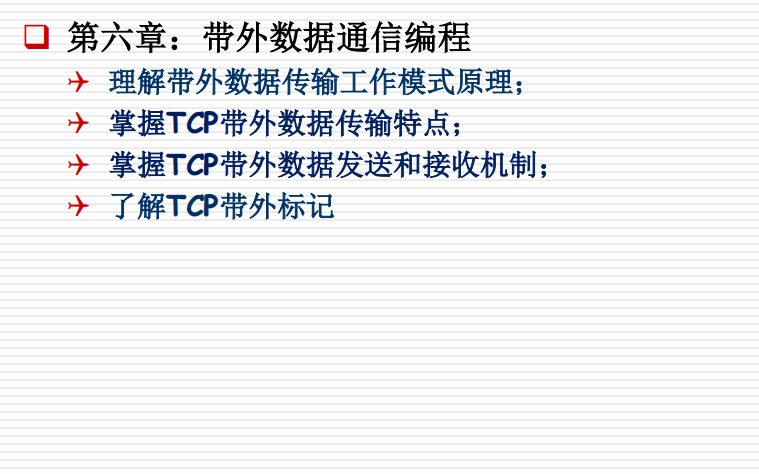 第六章：带外数据通信编程
理解带外数据传输工作模式原理；
掌握TCP带外数据传输特点；
掌握TCP带外数据发送和接收机制；
了解TCP带外标记